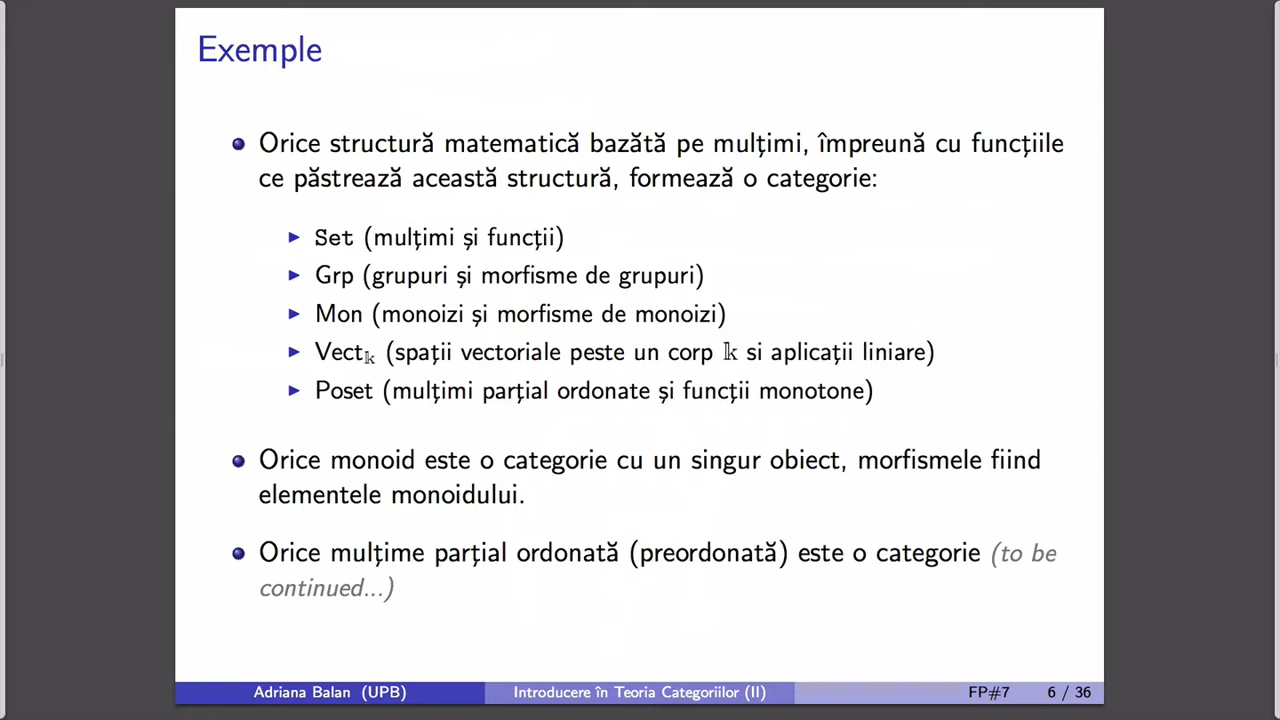 Exemple
Orice structură matematică bazătă pe mulțimi, împreună cu funcțiile
ce păstrează această structură, formează o categorie:
Set (mulțimi și funcții)
Grp (grupuri și morfisme de grupuri)
Mon (monoizi și morfisme de monoizi)
Vect𝕜 (spații vectoriale peste un corp 𝕜 si aplicații liniare)
Poset (mulțimi parțial ordonate și funcții monotone)
Orice monoid este o categorie cu un singur obiect, morfismele fiind
elementele monoidului.
Orice mulțime parțial ordonată (preordonată) este o categorie (to be
continued...)
Adriana Balan (UPB) Introducere în Teoria Categoriilor (II) FP#7 6 / 36